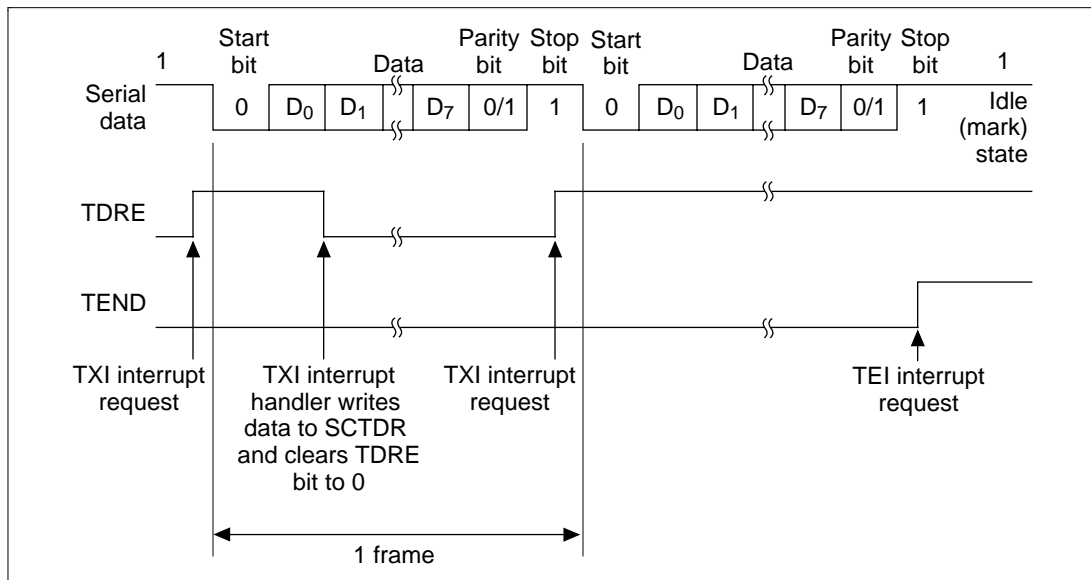 1
Start
bit
Data
Parity
bit
Stop
bit
Start
bit
Data
Parity
bit
Stop
bit
1
Serial
data
0 D0 D1 D7 0/1 1 0 D0 D1 D7 0/1 1
Idle
(mark)
state
TDRE
TEND
TXI interrupt
request
TXI interrupt
handler writes
data to SCTDR
and clears TDRE
bit to 0
TXI interrupt
request
TEI interrupt
request
1 frame